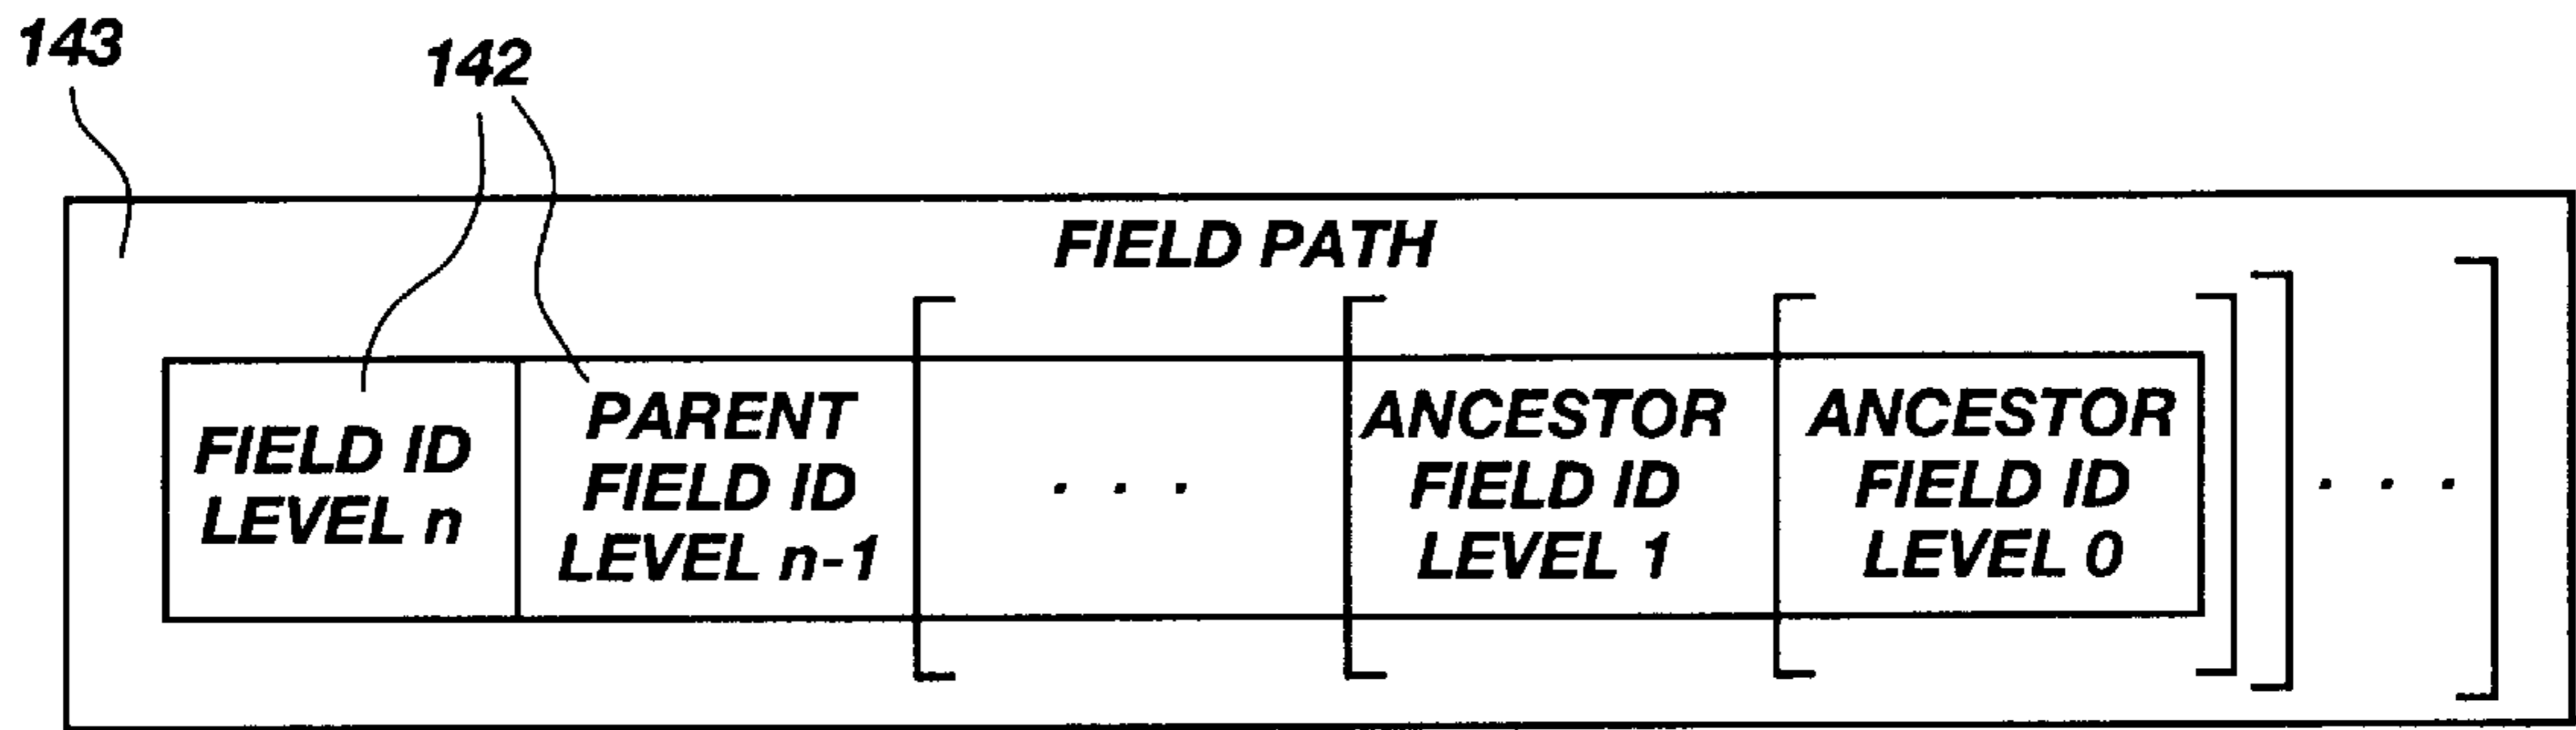 143
142
FIELD PATH
FIELD ID
LEVEL n
PARENT
FIELD ID
LEVEL n-1
. . .
ANCESTOR
FIELD ID
LEVEL 1
ANCESTOR
FIELD ID
LEVEL 0
. . .